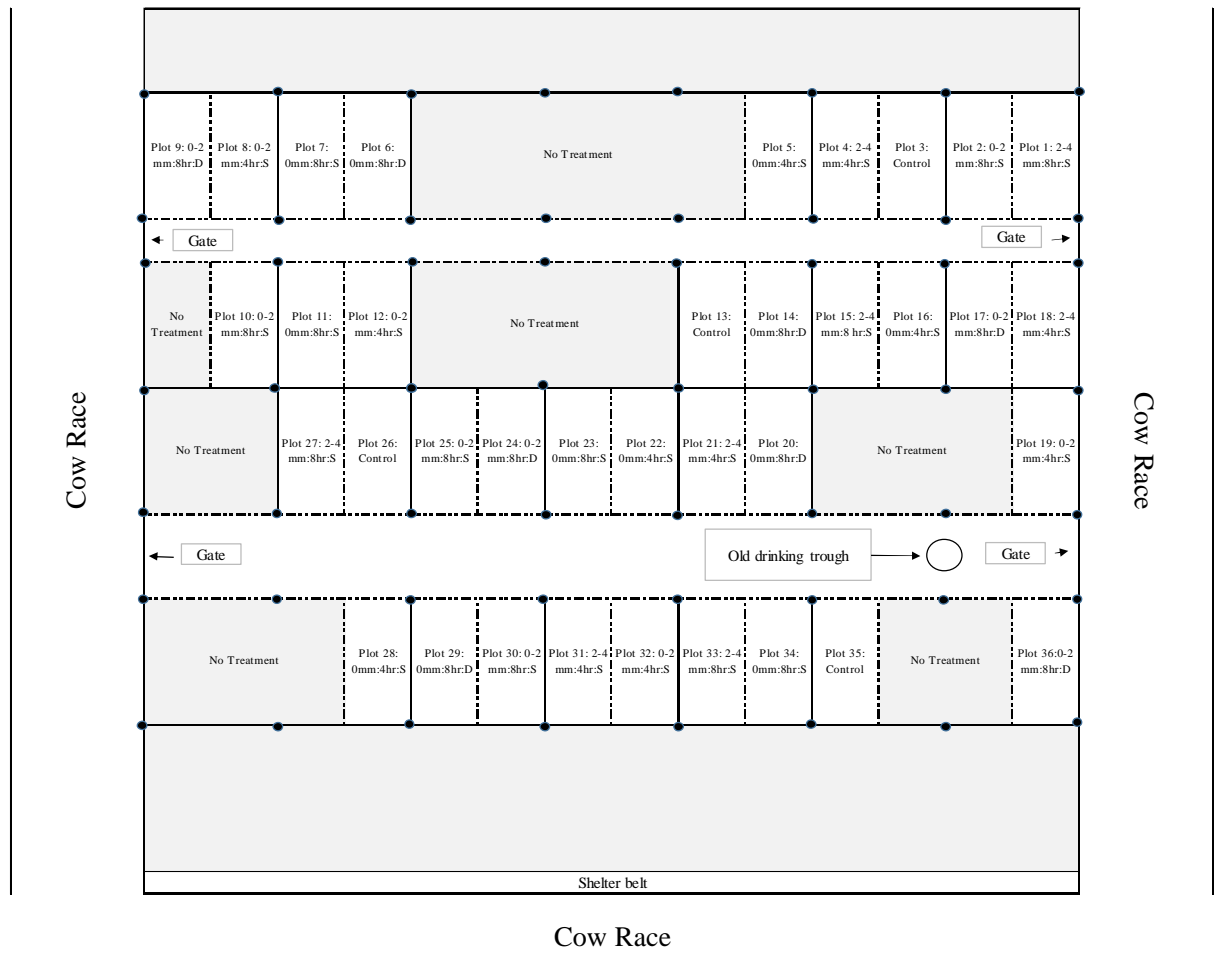 Plot 9: 0-2
mm:8hr:D
Plot 8: 0-2
mm:4hr:S
Plot 7:
0mm:8hr:S
Plot 6:
0mm:8hr:D
No Treatment
Plot 5:
0mm:4hr:S
Plot 4: 2-4
mm:4hr:S
Plot 3:
Control
Plot 2: 0-2
mm:8hr:S
Plot 1: 2-4
mm:8hr:S
Gate
Gate
No
Treatment
Plot 10: 0-2
mm:8hr:S
Plot 11:
0mm:8hr:S
Plot 12: 0-2
mm:4hr:S
No Treatment
Plot 13:
Control
Plot 14:
0mm:8hr:D
Plot 15: 2-4
mm:8 hr:S
Plot 16:
0mm:4hr:S
Plot 17: 0-2
mm:8hr:D
Plot 18: 2-4
mm:4hr:S
Cow Race
No Treatment
Plot 27: 2-4
mm:8hr:S
Plot 26:
Control
Plot 25: 0-2
mm:8hr:S
Plot 24: 0-2
mm:8hr:D
Plot 23:
0mm:8hr:S
Plot 22:
0mm:4hr:S
Plot 21: 2-4
mm:4hr:S
Plot 20:
0mm:8hr:D
No Treatment
Plot 19: 0-2
mm:4hr:S
Cow Race
Gate
Old drinking trough
Gate
No Treatment
Plot 28:
0mm:4hr:S
Plot 29:
0mm:8hr:D
Plot 30: 0-2
mm:8hr:S
Plot 31: 2-4
mm:4hr:S
Plot 32: 0-2
mm:4hr:S
Plot 33: 2-4
mm:8hr:S
Plot 34:
0mm:8hr:S
Plot 35:
Control
No Treatment
Plot 36:0-2
mm:8hr:D
Shelter belt
Cow Race